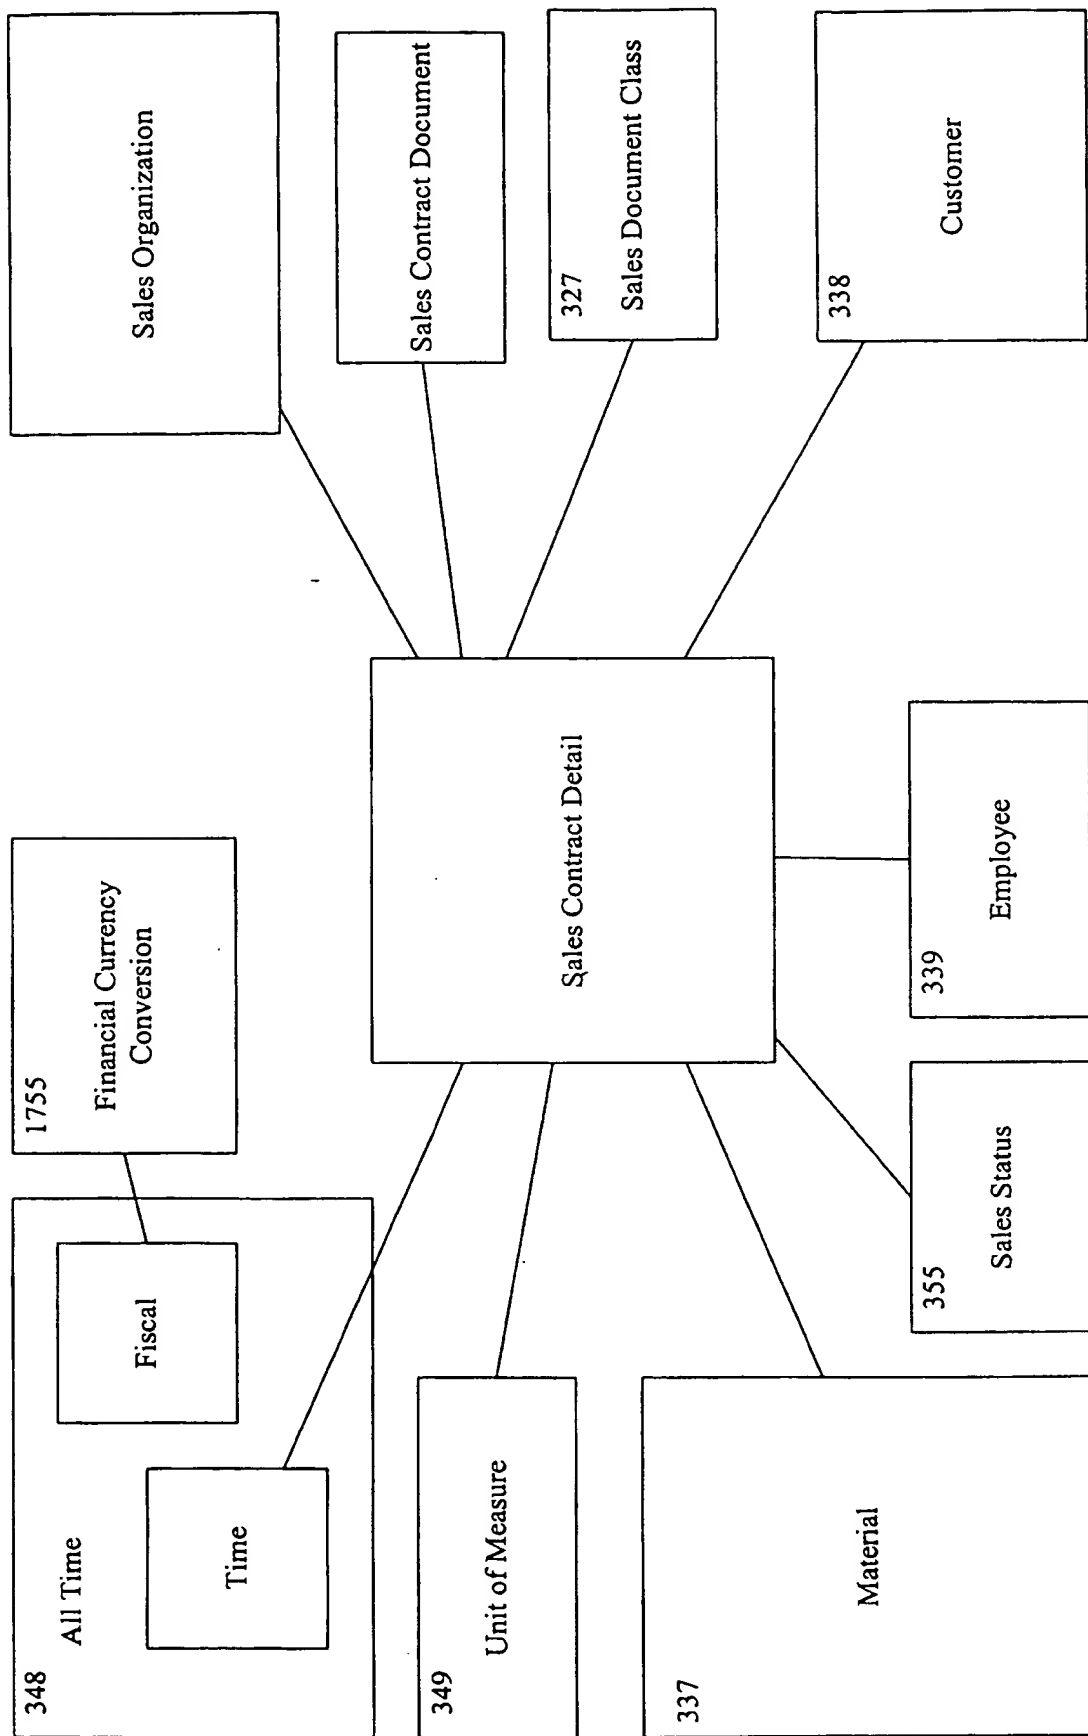 348
All Time
Fiscal
Time
1755
Financial Currency
Conversion
Sales Organization
349
Unit of Measure
Sales Contract Detail
Sales Contract Document
327
Sales Document Class
337
Material
355
Sales Status
339
Employee
338
Customer